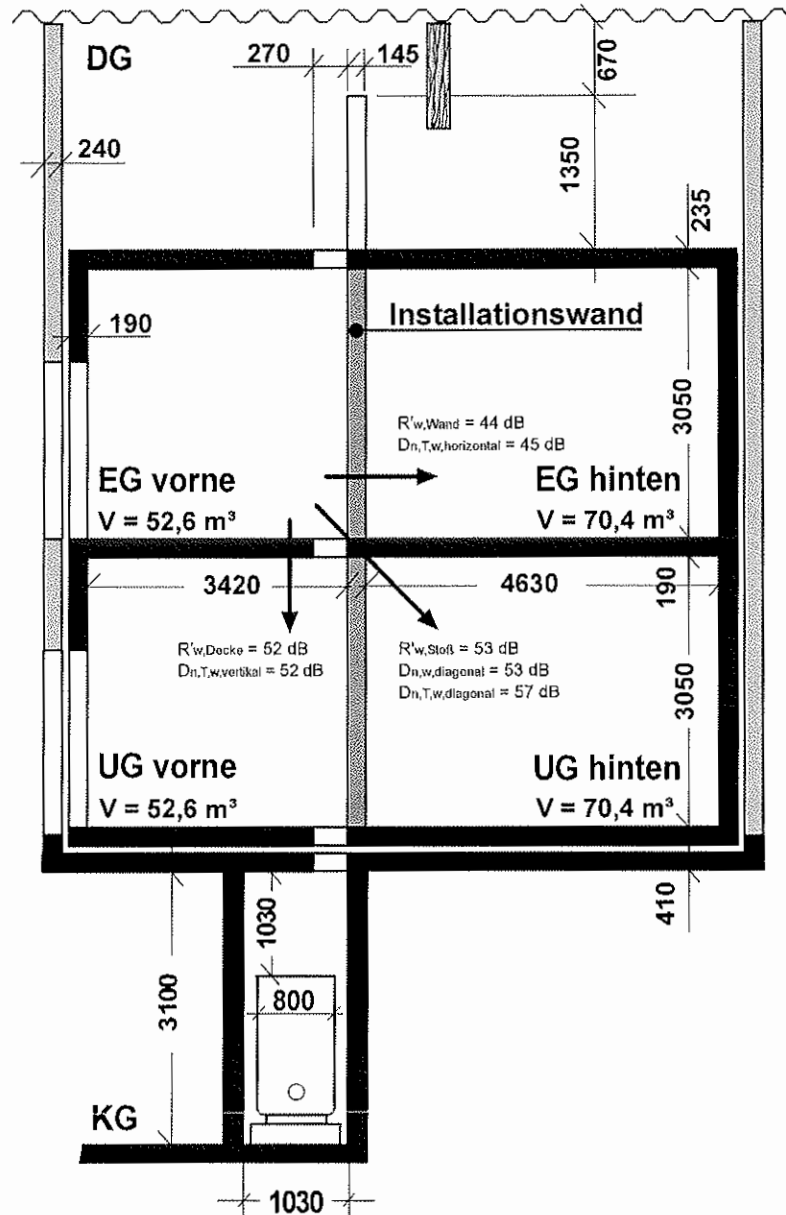 DG
270
145
670
240
1350
235
190
Installationswand
R'w,Wand = 44 dB
Dn,T,w,horizontal = 45 dB
3050
EG vorne
V = 52,6 m³
EG hinten
V = 70,4 m³
3420
4630
190
R'w,Decke = 52 dB
Dn,T,w,vertikal = 52 dB
R'w,Stoß = 53 dB
Dn,w,diagonal = 53 dB
Dn,T,w,diagonal = 57 dB
3050
UG vorne
V = 52,6 m³
UG hinten
V = 70,4 m³
1030
410
800
3100
KG
1030